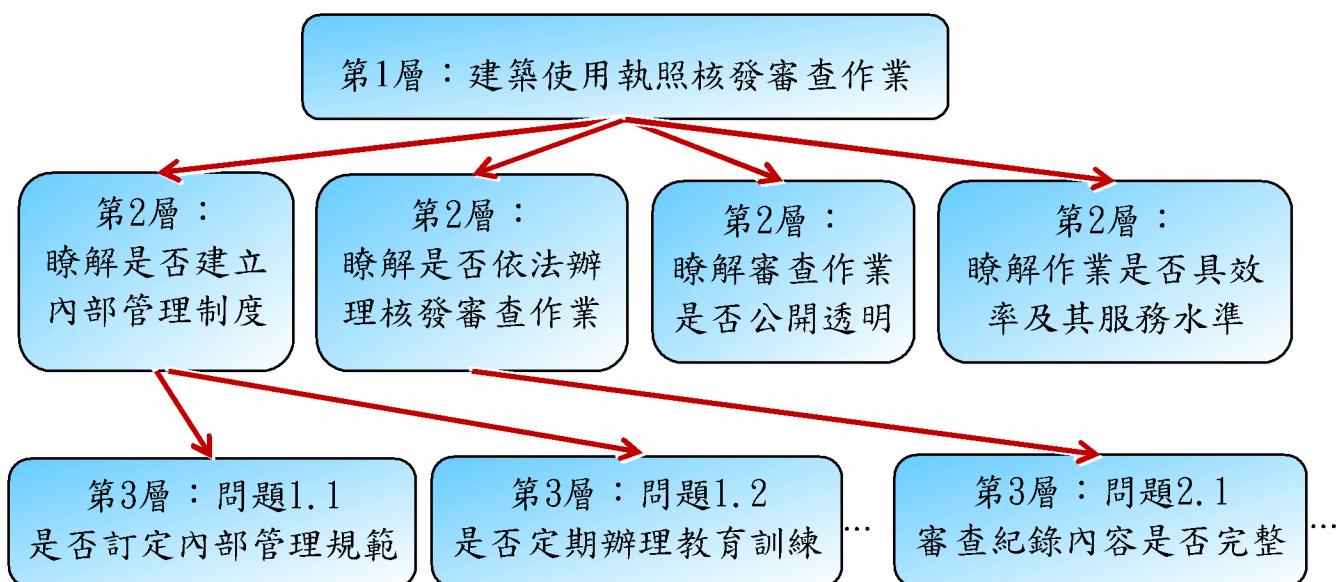 第1層：建築使用執照核發審查作業
第2層：
瞭解是否建立
內部管理制度
第2層：
瞭解是否依法辦
理核發審查作業
第2層：
瞭解審查作業
是否公開透明
第2層：
瞭解作業是否具效
率及其服務水準
第3層：問題1.1
是否訂定內部管理規範
第3層：問題1.2
是否定期辦理教育訓練
…
第3層：問題2.1
審查紀錄內容是否完整
…